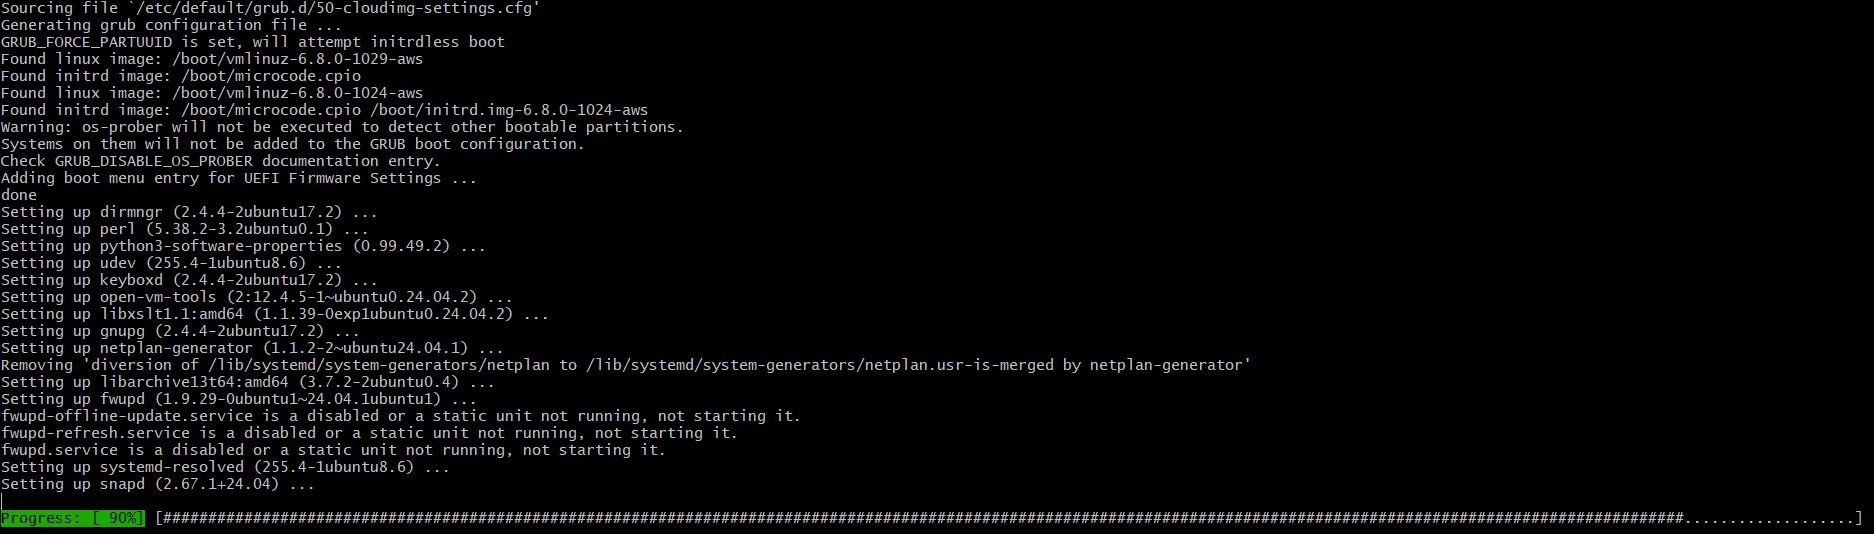 Sourcing file `/etc/default/grub.d/50-cloudimg-settings.cfg'
Generating grub configuration file ...
GRUB_FORCE_PARTUUID is set, will attempt initrdless boot
Found linux image: /boot/vmlinuz-6.8.0-1029-aws
Found initrd image: /boot/microcode.cpio
Found linux image: /boot/vmlinuz-6.8.0-1024-aws
Found initrd image: /boot/microcode.cpio /boot/initrd.img-6.8.0-1024-aws
Warning: os-prober will not be executed to detect other bootable partitions.
Systems on them will not be added to the GRUB boot configuration.
Check GRUB_DISABLE_OS_PROBER documentation entry.
Adding boot menu entry for UEFI Firmware Settings ...
done
Setting up dirmngr (2.4.4-2ubuntu17.2) ...
Setting up perl (5.38.2-3.2ubuntu0.1) ...
Setting up python3-software-properties (0.99.49.2) ...
Setting up udev (255.4-1ubuntu8.6) ...
Setting up keyboxd (2.4.4-2ubuntu17.2) ...
Setting up open-vm-tools (2:12.4.5-1~ubuntu0.24.04.2) ...
Setting up libxslt1.1:amd64 (1.1.39-0exp1ubuntu0.24.04.2) ...
Setting up gnupg (2.4.4-2ubuntu17.2) ...
Setting up netplan-generator (1.1.2-2~ubuntu24.04.1) ...
Removing 'diversion of /lib/systemd/system-generators/netplan to /lib/systemd/system-generators/netplan.usr-is-merged by netplan-generator'
Setting up libarchive13t64:amd64 (3.7.2-2ubuntu0.4) ...
Setting up fwupd (1.9.29-0ubuntu1~24.04.1ubuntu1) ...
fwupd-offline-update.service is a disabled or a static unit not running, not starting it.
fwupd-refresh.service is a disabled or a static unit not running, not starting it.
fwupd.service is a disabled or a static unit not running, not starting it.
Setting up systemd-resolved (255.4-1ubuntu8.6) ...
Setting up snapd (2.67.1+24.04) ...
Progress: [ 90%] [#########################################################################################################################################################################...................]